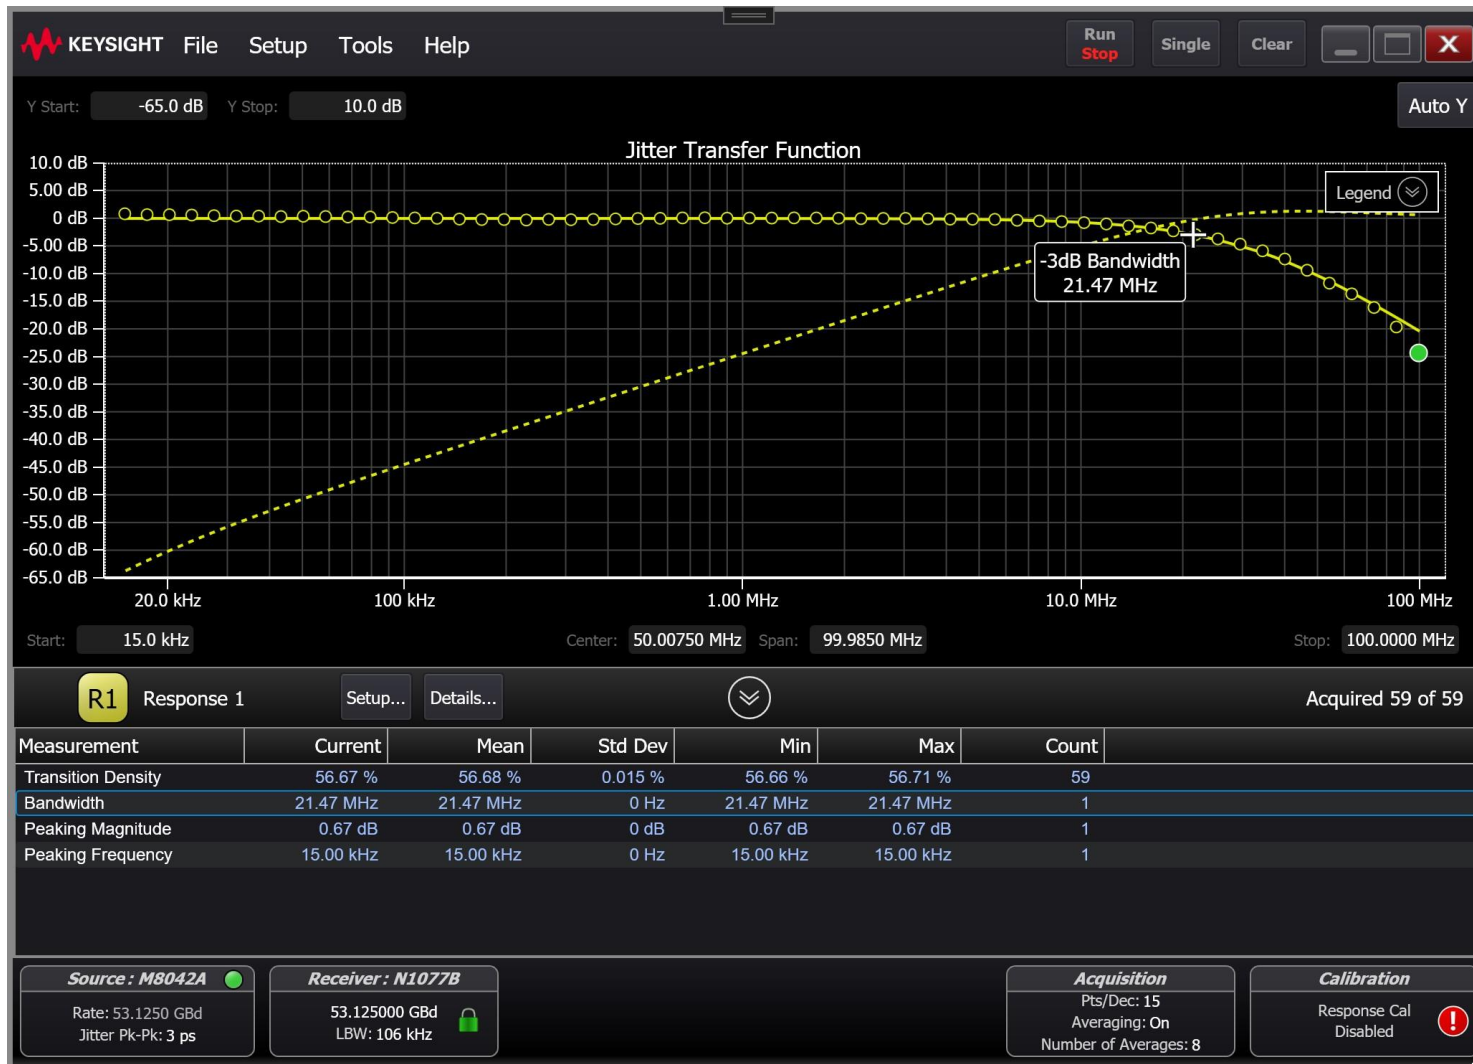 KEYSIGHT File Setup Tools Help Run Stop Single Clear X
Y Start: -65.0 dB Y Stop: 10.0 dB Auto Y
Jitter Transfer Function
Legend
10.0 dB
5.00 dB
0 dB
-5.00 dB
-10.0 dB
-15.0 dB
-20.0 dB
-25.0 dB
-30.0 dB
-35.0 dB
-40.0 dB
-45.0 dB
-50.0 dB
-55.0 dB
-60.0 dB
-65.0 dB
-3dB Bandwidth
21.47 MHz
20.0 kHz 100 kHz 1.00 MHz 10.0 MHz 100 MHz
Start: 15.0 kHz Center: 50.00750 MHz Span: 99.9850 MHz Stop: 100.0000 MHz
R1 Response 1 Setup... Details... Acquired 59 of 59
Measurement Current Mean Std Dev Min Max Count
Transition Density 56.67 % 56.68 % 0.015 % 56.66 % 56.71 % 59
Bandwidth 21.47 MHz 21.47 MHz 0 Hz 21.47 MHz 21.47 MHz 1
Peaking Magnitude 0.67 dB 0.67 dB 0 dB 0.67 dB 0.67 dB 1
Peaking Frequency 15.00 kHz 15.00 kHz 0 Hz 15.00 kHz 15.00 kHz 1
Source : M8042A
Rate: 53.1250 GBd
Jitter Pk-Pk: 3 ps
Receiver : N1077B
53.125000 GBd
LBW: 106 kHz
Acquisition
Pts/Dec: 15
Averaging: On
Number of Averages: 8
Calibration
Response Cal
Disabled